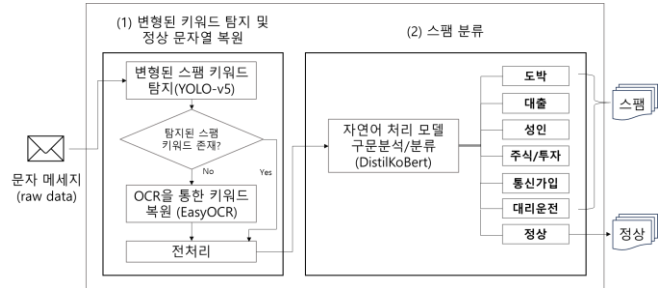 (1) 변형된 키워드 탐지 및
정상 문자열 복원
변형된 스팸 키워드
탐지(YOLO-v5)
탐지된 스팸
키워드 존재?
No
Yes
OCR을 통한 키워드
복원 (EasyOCR)
전처리
문자 메세지
(raw data)
(2) 스팸 분류
자연어 처리 모델
구문분석/분류
(DistilKoBert)
도박
대출
성인
주식/투자
통신가입
대리운전
정상
스팸
정상